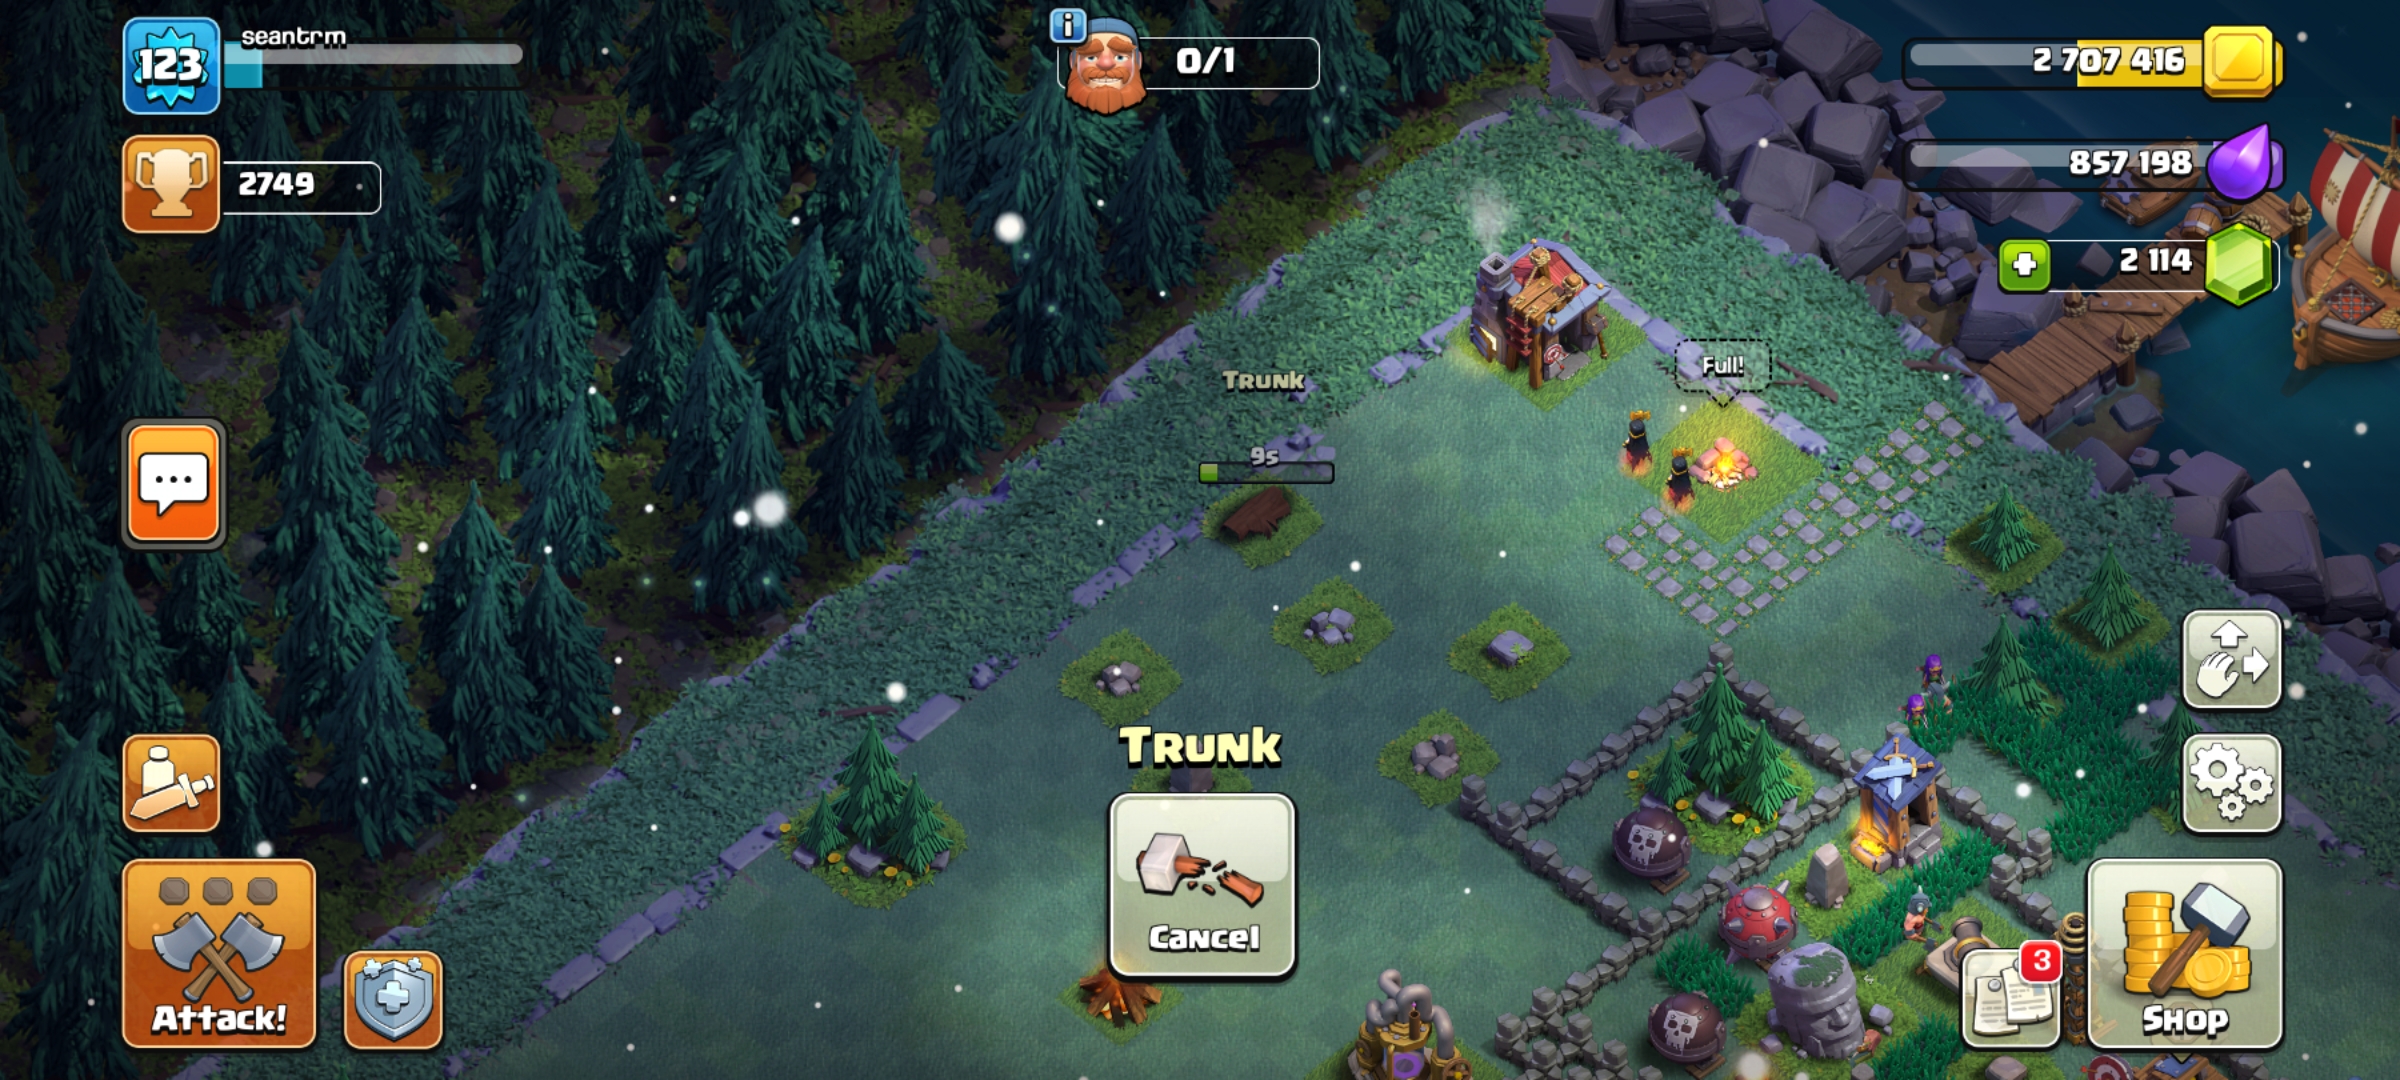 123
seantrm
i
0/1
2 707 416
2749
857 198
2 114
Full!
Trunk
9s
Trunk
Cancel
Attack!
3
Shop